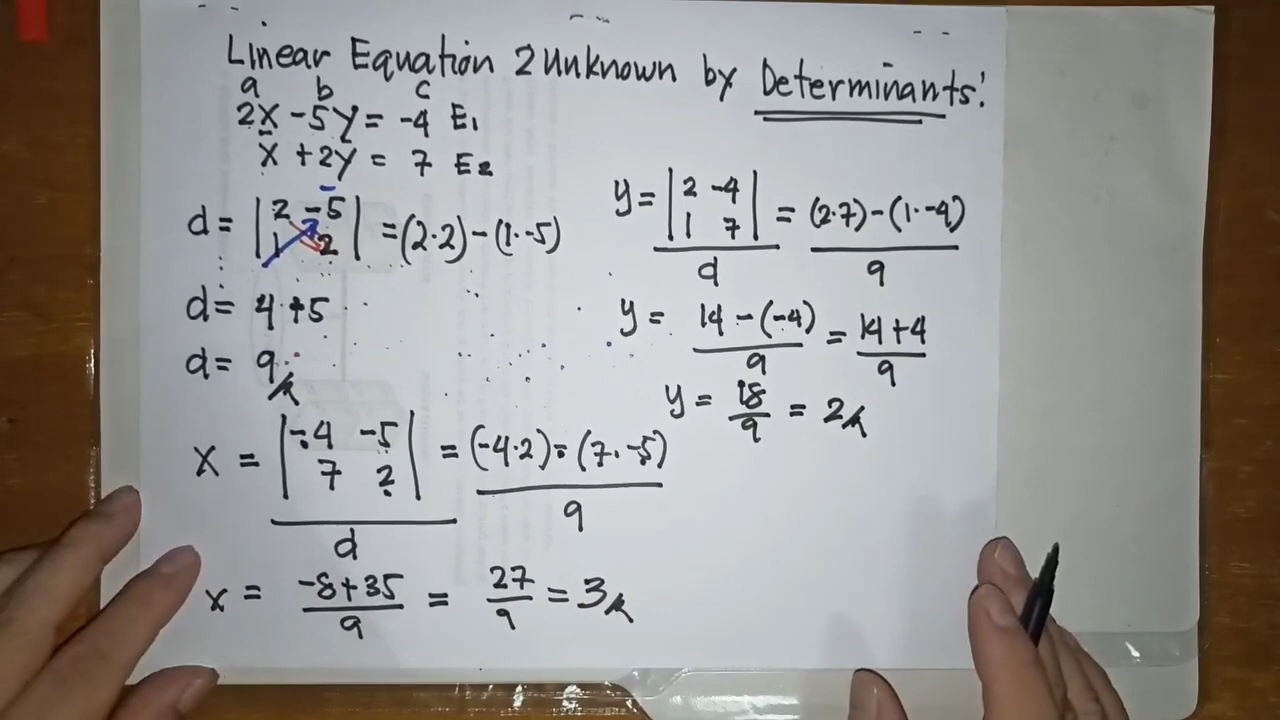 Linear Equation 2 Unknown by Determinants:
a b c
2X - 5Y = -4 E1
X + 2Y = 7 E2
d = | 2 -5 | = (2·2) - (1·-5)
| 1 2 |
d = 4 + 5
d = 9
X = | -4 -5 | = (-4·2) - (7·-5)
| 7 2 |
d 9
x = -8+35 = 27 = 3
9 9
y = | 2 -4 | = (2·7) - (1·-4)
| 1 7 |
d 9
y = 14 - (-4) = 14 + 4
9 9
y = 18 = 2
9